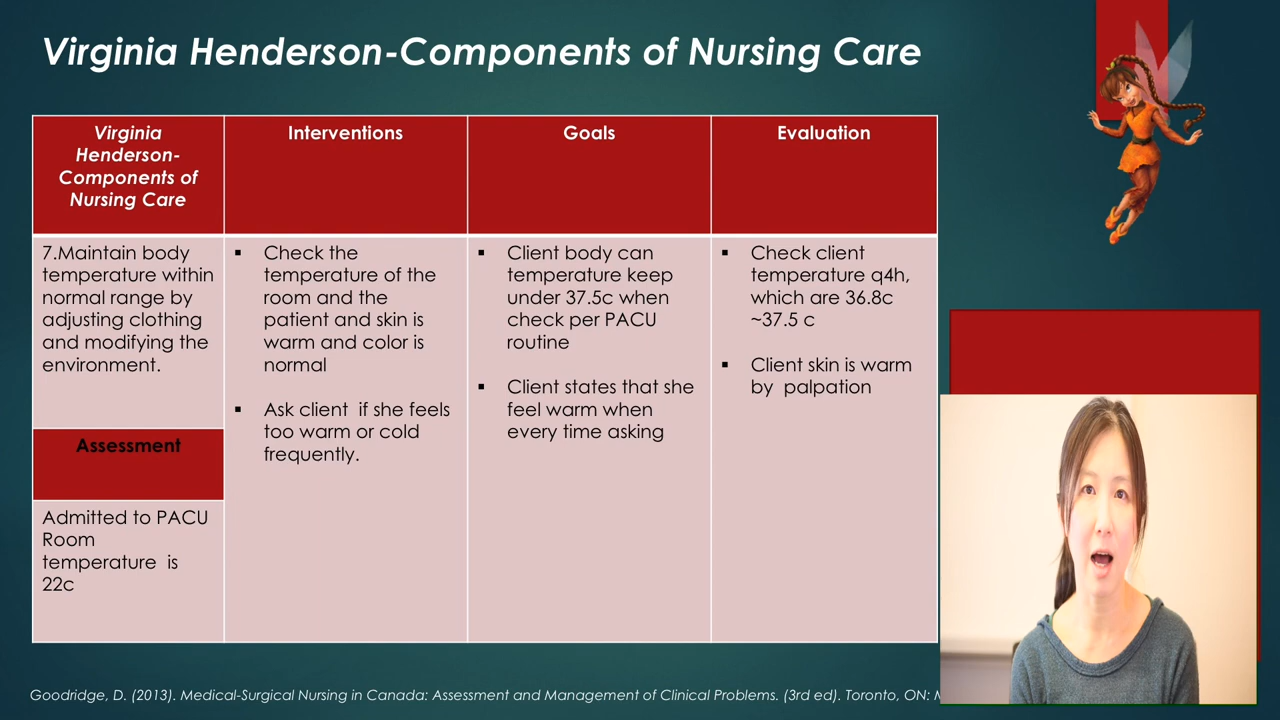 Virginia Henderson-Components of Nursing Care
Virginia
Henderson-
Components of
Nursing Care
Interventions
Goals
Evaluation
7.Maintain body
temperature within
normal range by
adjusting clothing
and modifying the
environment.
Assessment
Admitted to PACU
Room
temperature is
22c
▪ Check the
temperature of the
room and the
patient and skin is
warm and color is
normal
▪ Ask client if she feels
too warm or cold
frequently.
▪ Client body can
temperature keep
under 37.5c when
check per PACU
routine
▪ Client states that she
feel warm when
every time asking
▪ Check client
temperature q4h,
which are 36.8c
~37.5 c
▪ Client skin is warm
by palpation
Goodridge, D. (2013). Medical-Surgical Nursing in Canada: Assessment and Management of Clinical Problems. (3rd ed). Toronto, ON: